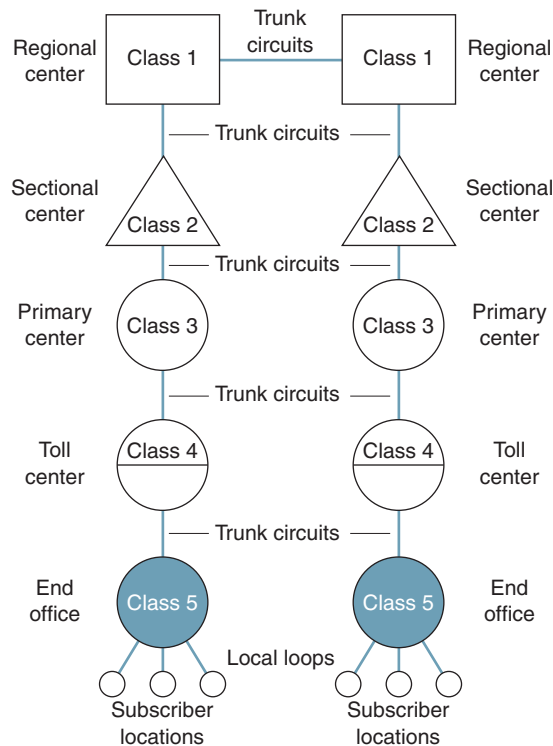 Trunk
circuits
Regional
center
Class 1
Class 1
Regional
center
Trunk circuits
Sectional
center
Class 2
Class 2
Sectional
center
Trunk circuits
Primary
center
Class 3
Class 3
Primary
center
Trunk circuits
Toll
center
Class 4
Class 4
Toll
center
Trunk circuits
End
office
Class 5
Class 5
End
office
Local loops
Subscriber
locations
Subscriber
locations